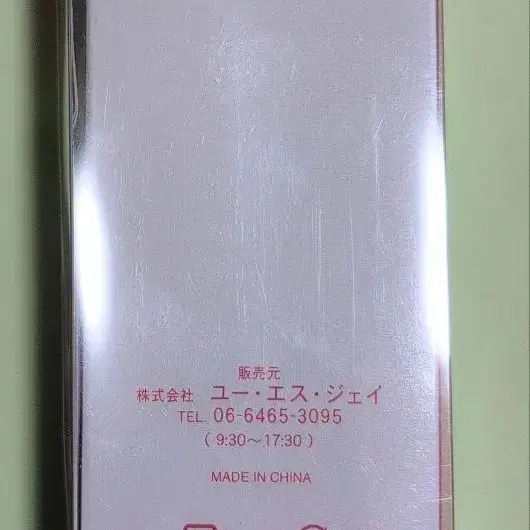 販売元
株式会社 ユー・エス・ジェイ
TEL. 06-6465-3095
( 9:30〜17:30 )
MADE IN CHINA